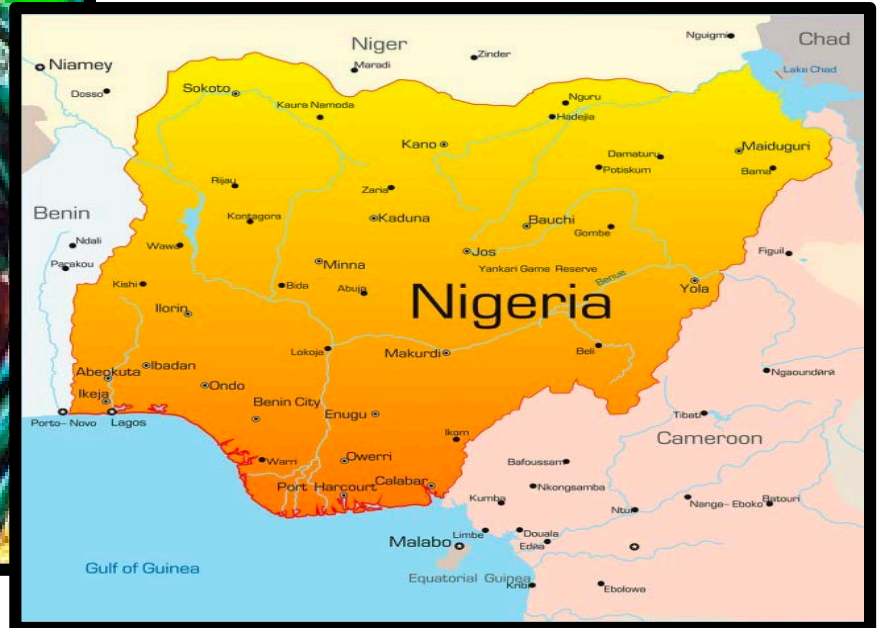 Niger
Chad
Nguigmi
Zinder
Niamey
Maradi
Lake Chad
Dosso
Sokoto
Kaura Namoda
Nguru
Hadejia
Kano
Maiduguri
Damaturu
Potiskum
Bama
Rijau
Zaria
Benin
Kontagora
Kaduna
Bauchi
Gombe
Ndali
Wawa
Jos
Figuil
Parakou
Minna
Yankari Game Reserve
Benue
Kishi
Bida
Abuja
Yola
Nigeria
Ilorin
Lokoja
Makurdi
Beli
Ibadan
Abeokuta
Ngaoundéré
Ondo
Ikeja
Benin City
Enugu
Porto- Novo
Lagos
Tibati
Ikom
Cameroon
Warri
Owerri
Bafoussam
Port Harcourt
Calabar
Nkongsamba
Kumba
Nanga- Eboko
Batouri
Ntui
Limbe
Douala
Malabo
Edéa
Gulf of Guinea
Equatorial Guinea
Kribi
Ebolowa